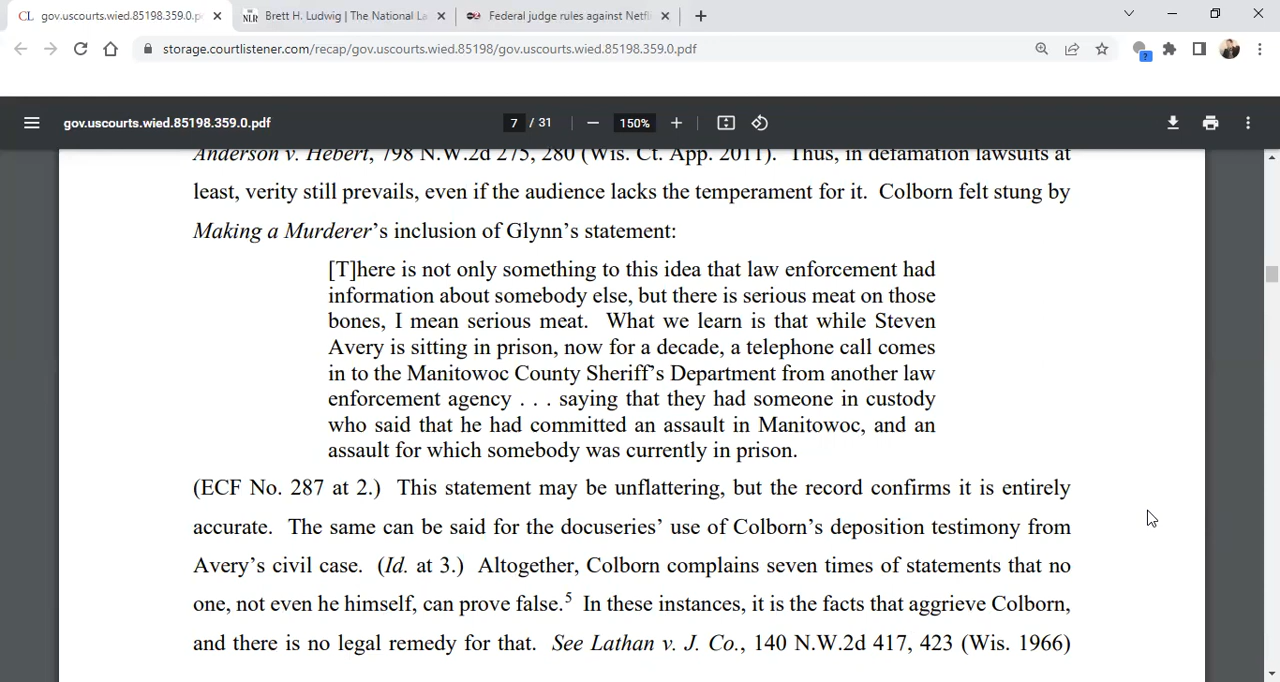 CL gov.uscourts.wied.85198.359.0.p
NLR Brett H. Ludwig | The National La
Federal judge rules against Netfl
storage.courtlistener.com/recap/gov.uscourts.wied.85198/gov.uscourts.wied.85198.359.0.pdf
gov.uscourts.wied.85198.359.0.pdf 7 / 31 150%
Anderson v. Hebert, 798 N.W.2d 275, 280 (Wis. Ct. App. 2011). Thus, in defamation lawsuits at
least, verity still prevails, even if the audience lacks the temperament for it. Colborn felt stung by
Making a Murderer’s inclusion of Glynn’s statement:
[T]here is not only something to this idea that law enforcement had
information about somebody else, but there is serious meat on those
bones, I mean serious meat. What we learn is that while Steven
Avery is sitting in prison, now for a decade, a telephone call comes
in to the Manitowoc County Sheriff’s Department from another law
enforcement agency . . . saying that they had someone in custody
who said that he had committed an assault in Manitowoc, and an
assault for which somebody was currently in prison.
(ECF No. 287 at 2.) This statement may be unflattering, but the record confirms it is entirely
accurate. The same can be said for the docuseries’ use of Colborn’s deposition testimony from
Avery’s civil case. (Id. at 3.) Altogether, Colborn complains seven times of statements that no
one, not even he himself, can prove false.5 In these instances, it is the facts that aggrieve Colborn,
and there is no legal remedy for that. See Lathan v. J. Co., 140 N.W.2d 417, 423 (Wis. 1966)